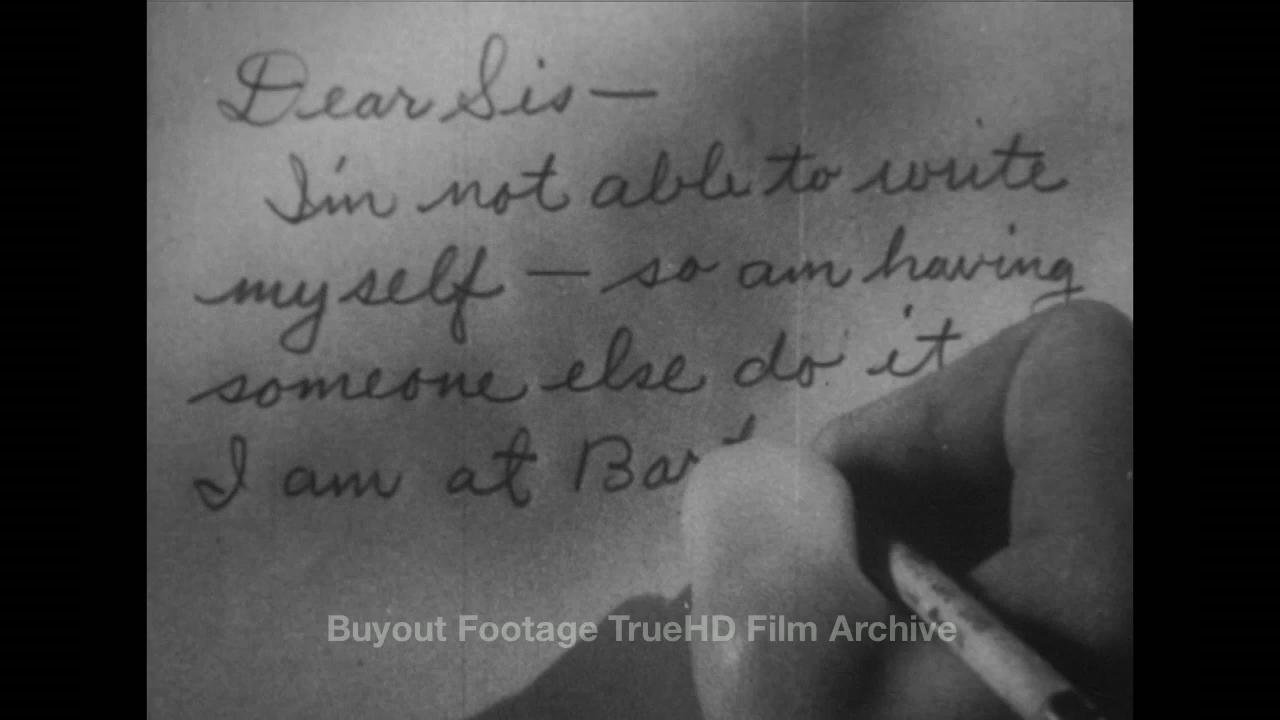 Dear Sis—
I'm not able to write
myself — so am having
someone else do it
I am at
Buyout Footage TrueHD Film Archive